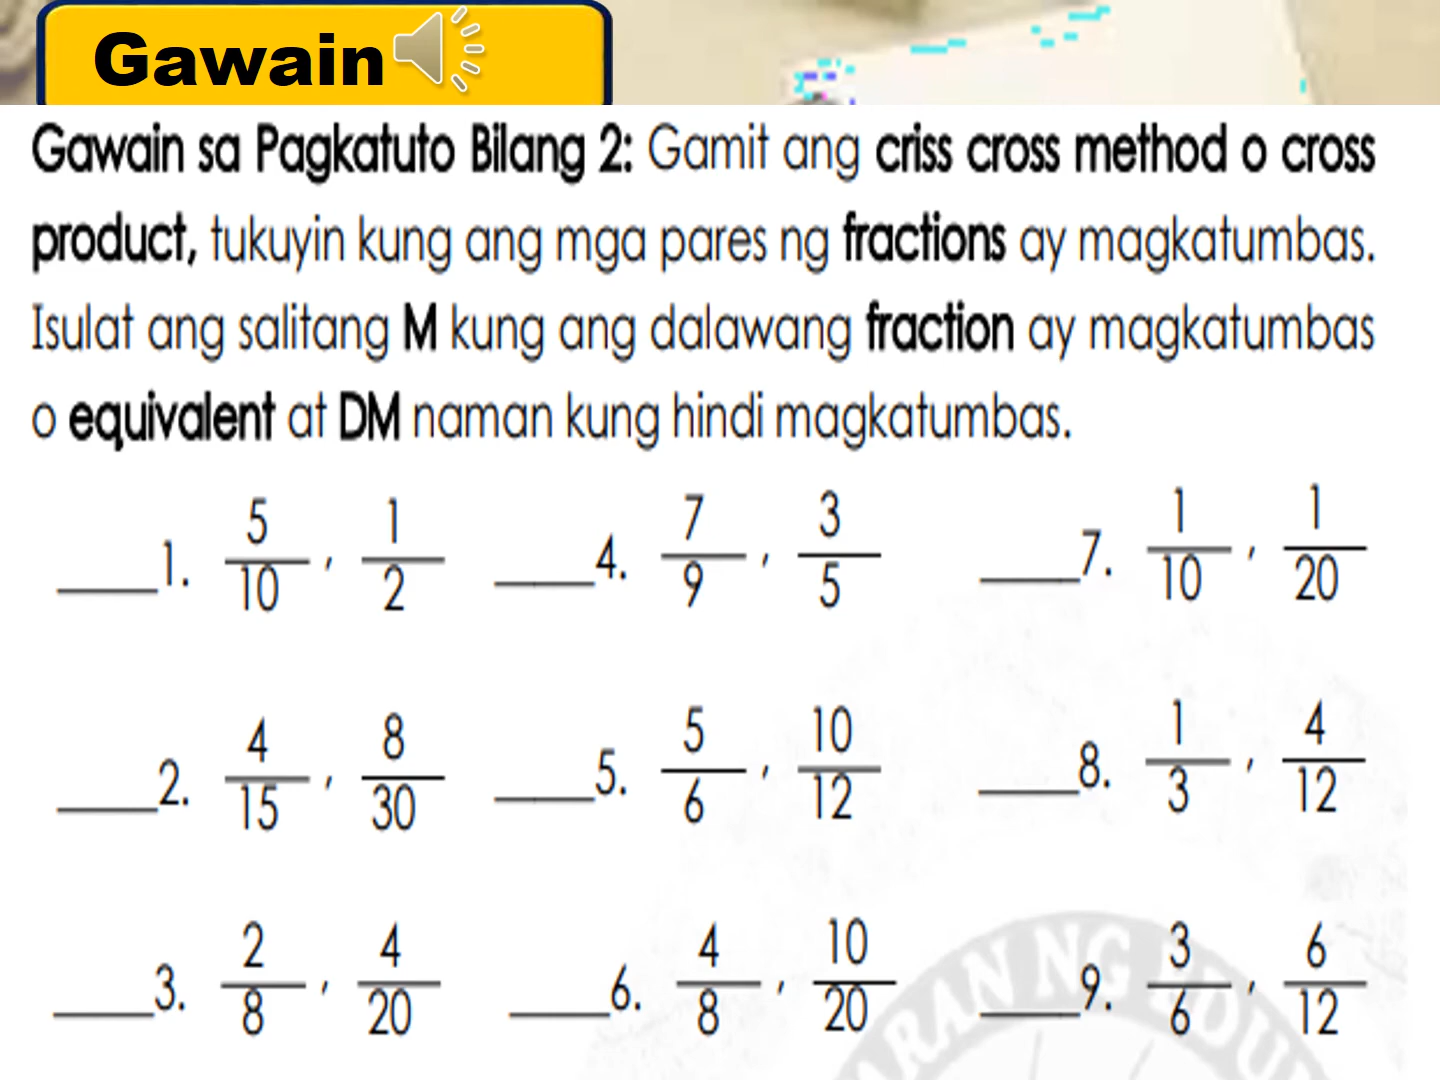 Gawain
Gawain sa Pagkatuto Bilang 2: Gamit ang criss cross method o cross
product, tukuyin kung ang mga pares ng fractions ay magkatumbas.
Isulat ang salitang M kung ang dalawang fraction ay magkatumbas
o equivalent at DM naman kung hindi magkatumbas.
____1. 5/10 , 1/2
____4. 7/9 , 3/5
____7. 1/10 , 1/20
____2. 4/15 , 8/30
____5. 5/6 , 10/12
____8. 1/3 , 4/12
____3. 2/8 , 4/20
____6. 4/8 , 10/20
____9. 3/6 , 6/12